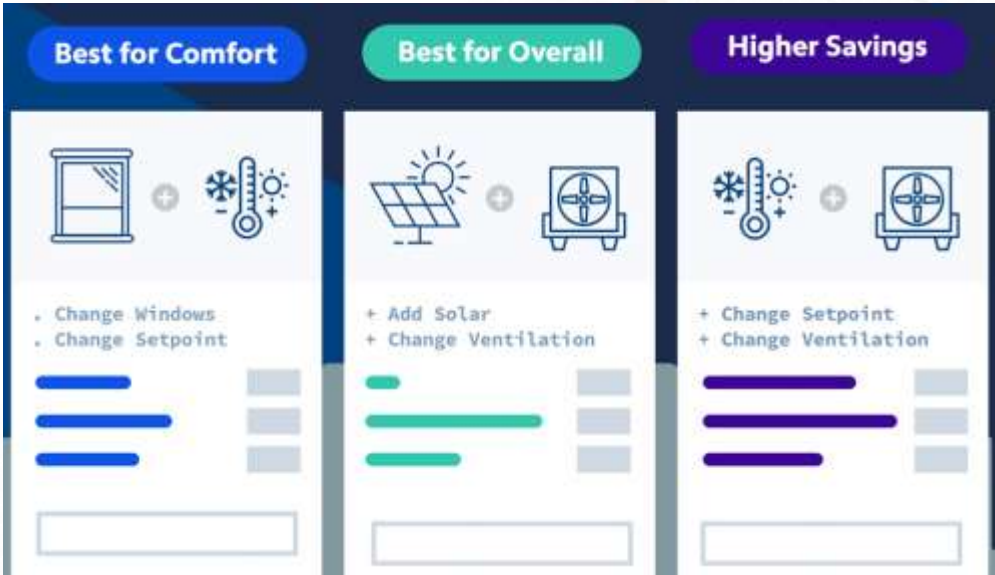 Best for Comfort
Best for Overall
Higher Savings
. Change Windows
. Change Setpoint
+ Add Solar
+ Change Ventilation
+ Change Setpoint
+ Change Ventilation